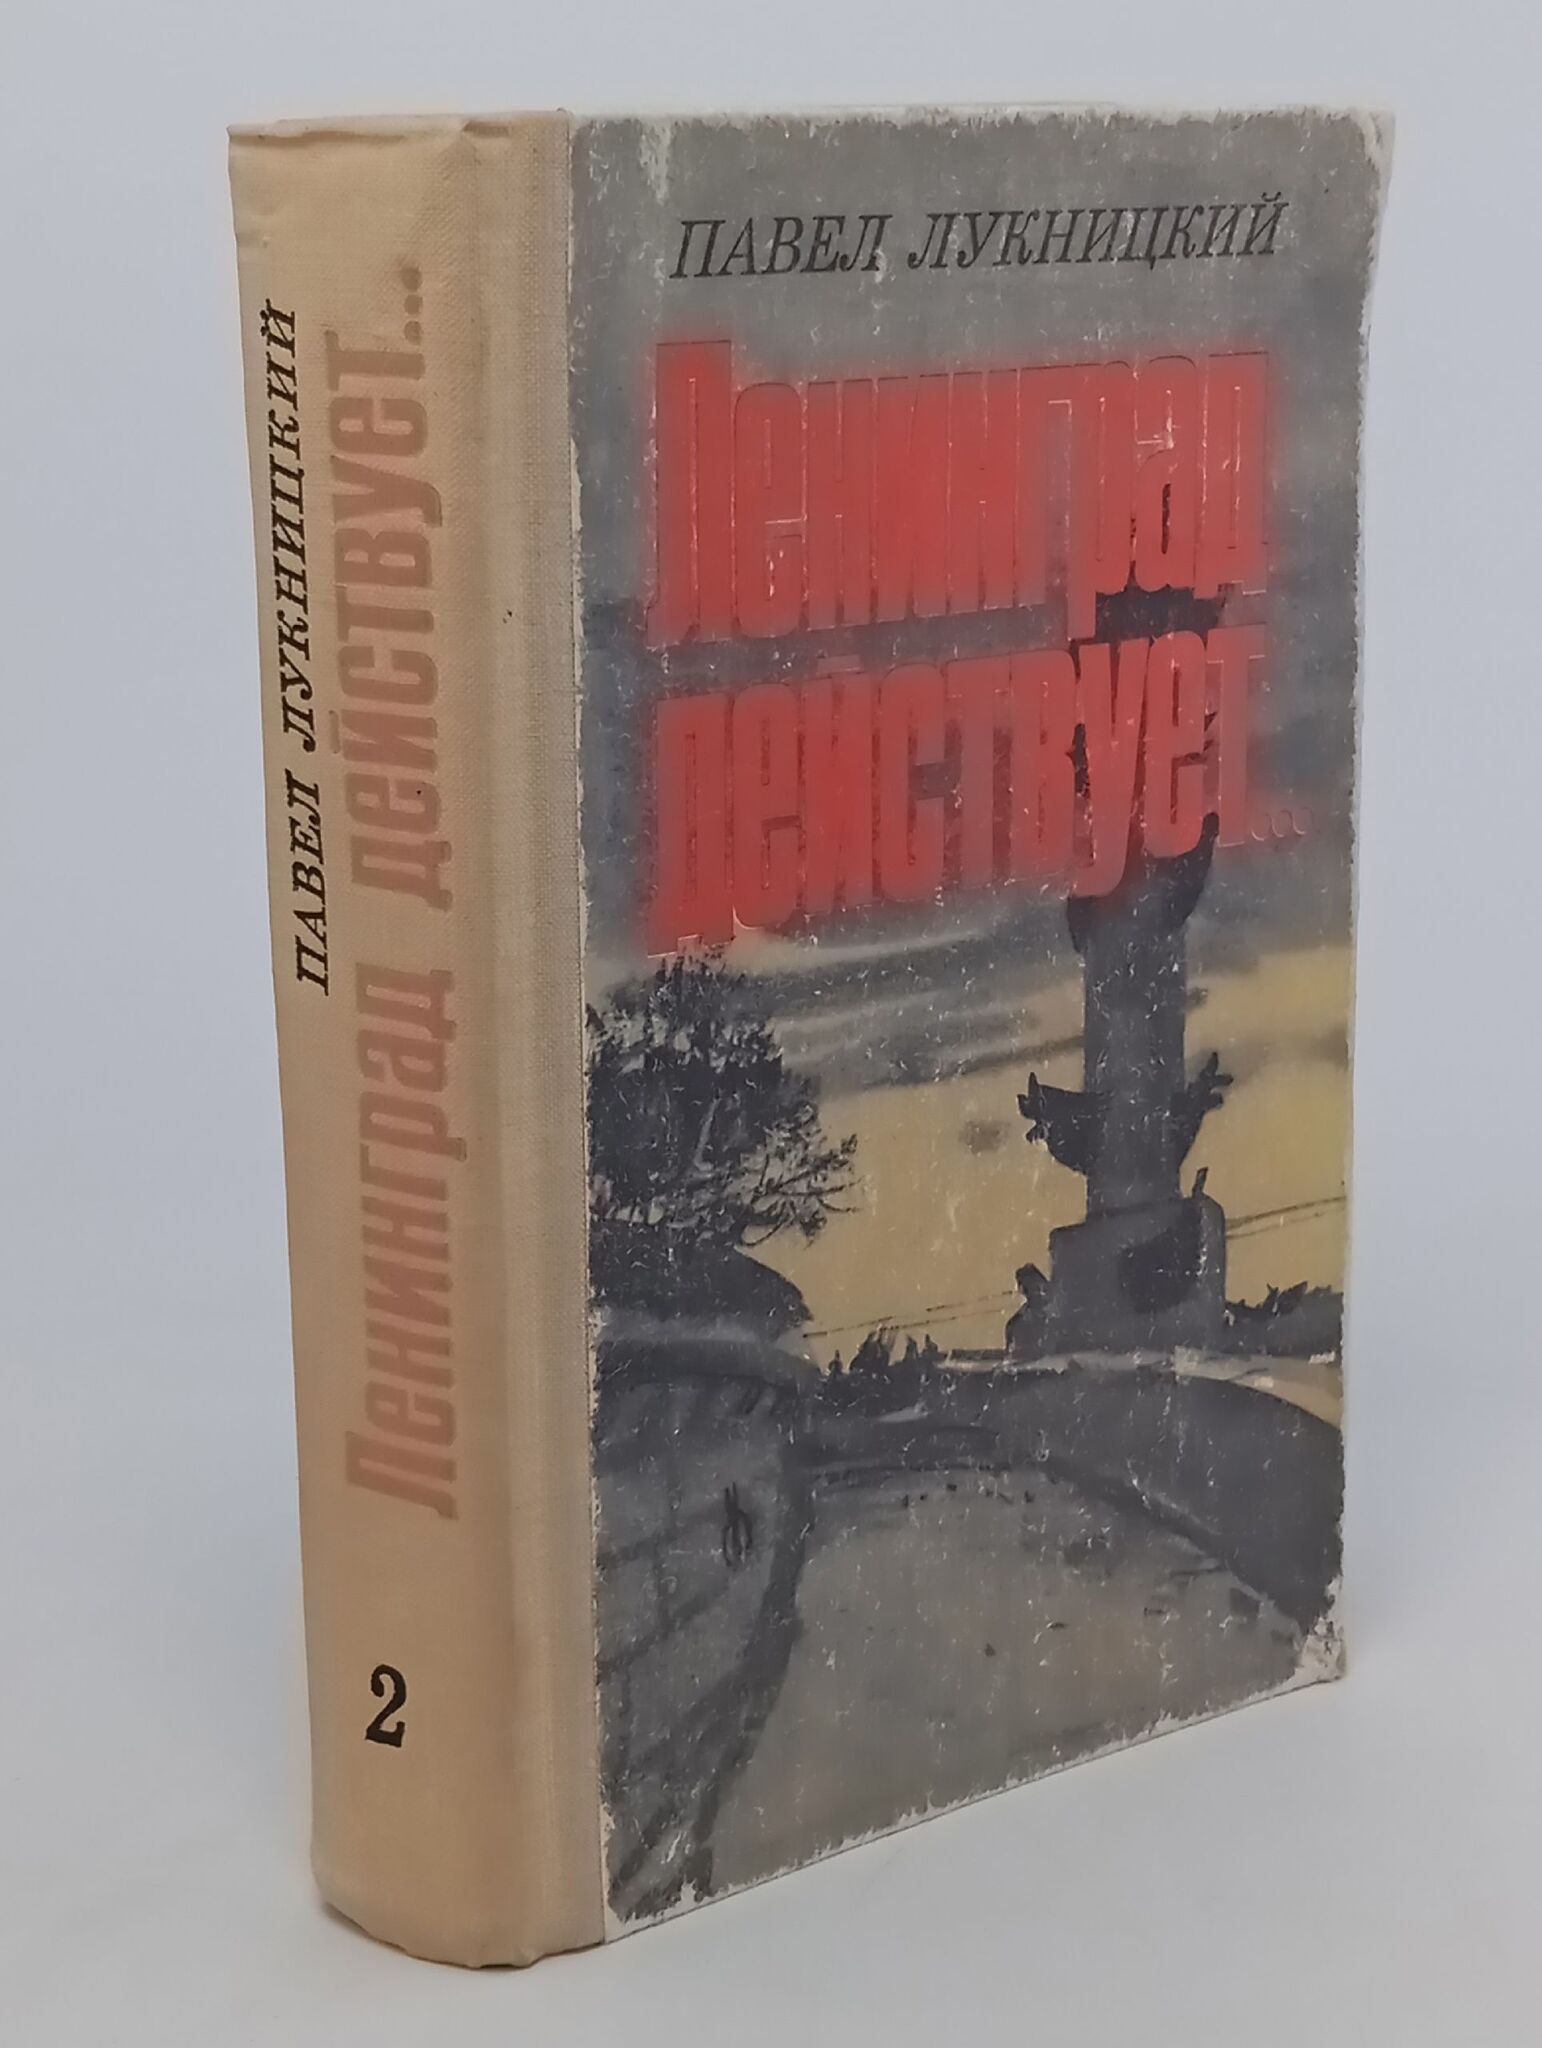 ПАВЕЛ ЛУКНИЦКИЙ
Ленинград действует...
2
ПАВЕЛ ЛУКНИЦКИЙ
Ленинград
действует...